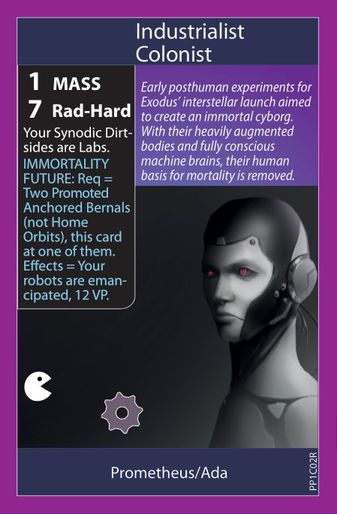 Industrialist
Colonist
1 MASS
7 Rad-Hard
Your Synodic Dirt-
sides are Labs.
IMMORTALITY
FUTURE: Req =
Two Promoted
Anchored Bernals
(not Home
Orbits), this card
at one of them.
Effects = Your
robots are eman-
cipated, 12 VP.
Early posthuman experiments for
Exodus’ interstellar launch aimed
to create an immortal cyborg.
With their heavily augmented
bodies and fully conscious
machine brains, their human
basis for mortality is removed.
Prometheus/Ada
PP1C02R